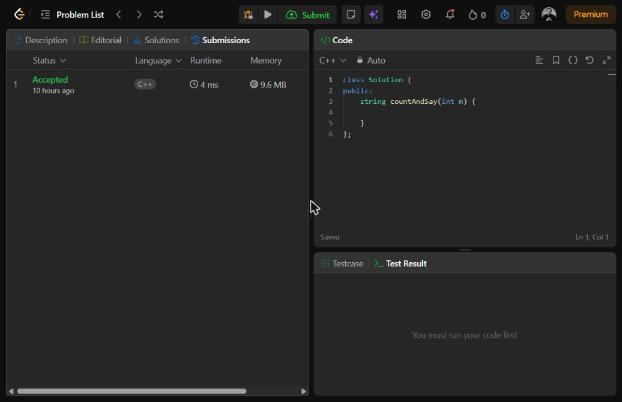 Problem List
Submit
0
Premium
Description
Editorial
Solutions
Submissions
Status
Language
Runtime
Memory
1
Accepted
10 hours ago
C++
4 ms
9.6 MB
</> Code
C++
Auto
1 class Solution {
2 public:
3 string countAndSay(int n) {
4
5 }
6 };
Saved
Ln 1, Col 1
Testcase
>_ Test Result
You must run your code first